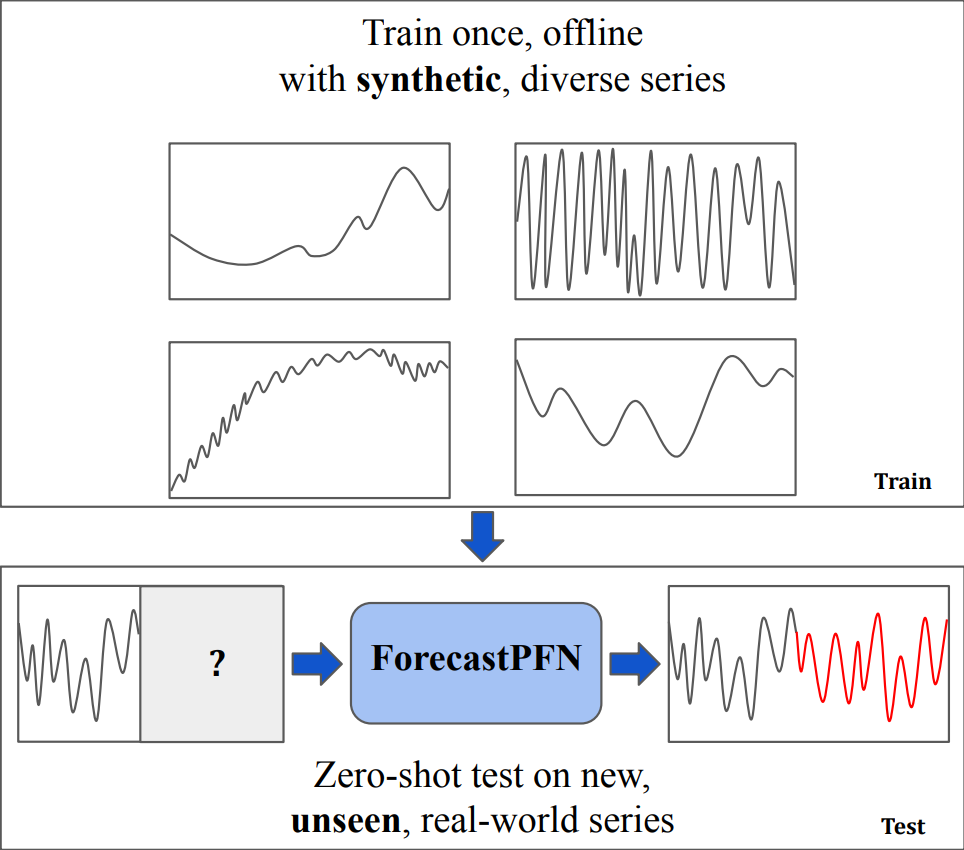 Train once, offline
with synthetic, diverse series
Train
?
ForecastPFN
Zero-shot test on new,
unseen, real-world series
Test